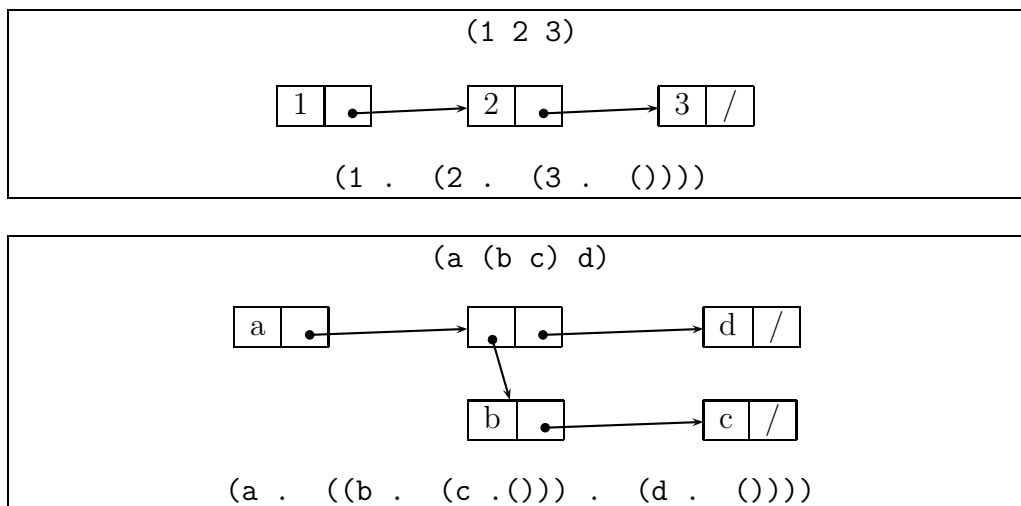 (1 2 3)
1 2 3 /
(1 . (2 . (3 . ())))
(a (b c) d)
a d /
b c /
(a . ((b . (c .())) . (d . ())))